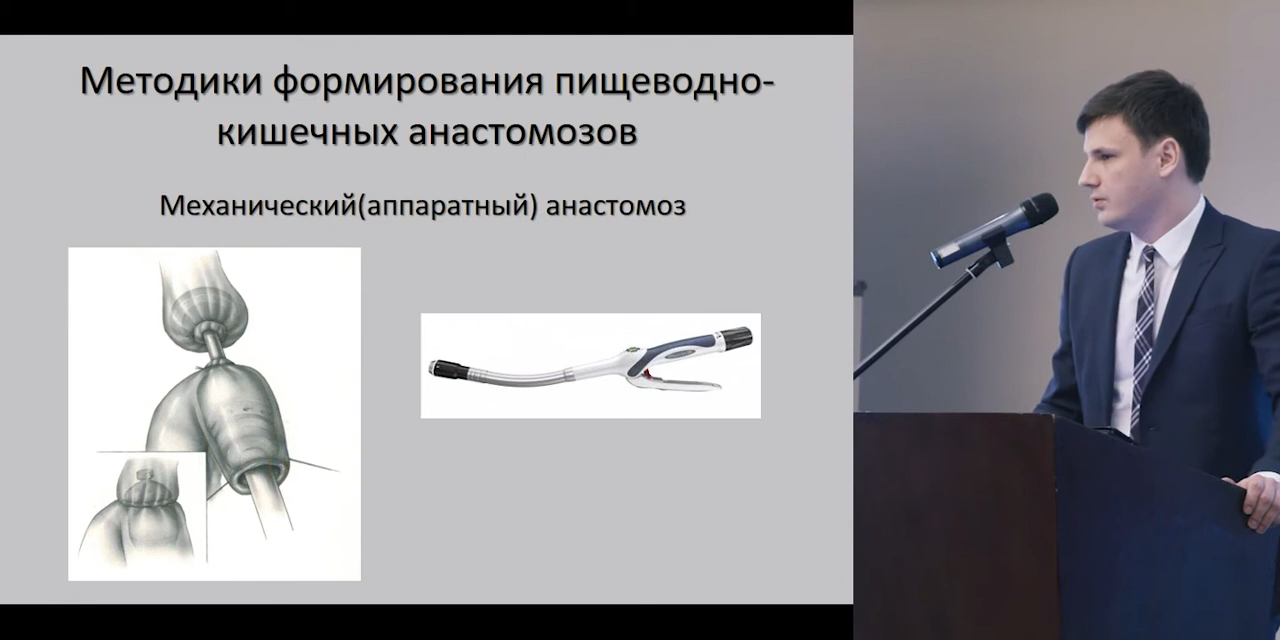 Методики формирования пищеводно-
кишечных анастомозов
Механический(аппаратный) анастомоз